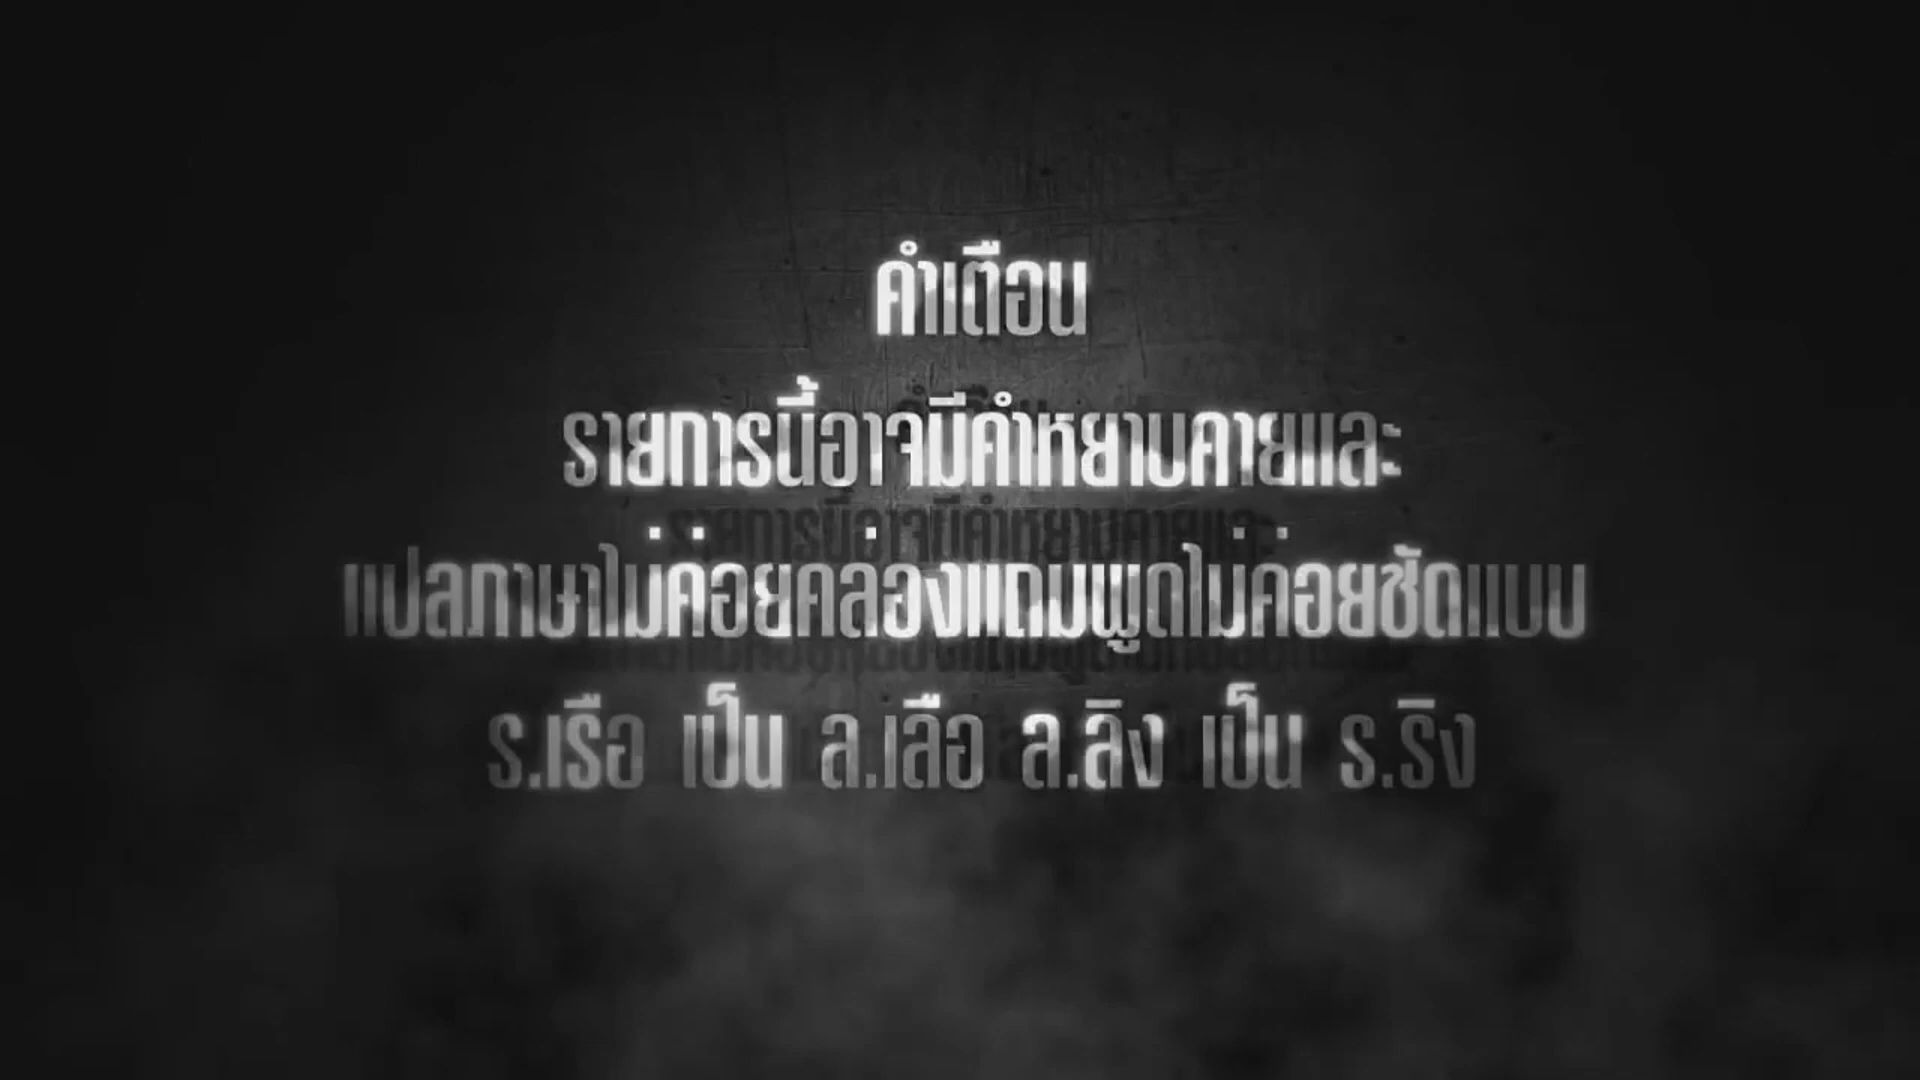 คำเตือน
รายการนี้อาจมีคำหยาบคายและ
แปลภาษาไม่ค่อยคล่องแถมพูดไม่ค่อยชัดแบบ
ร.เรือ เป็น ล.เลือ ล.ลิง เป็น ร.ริง